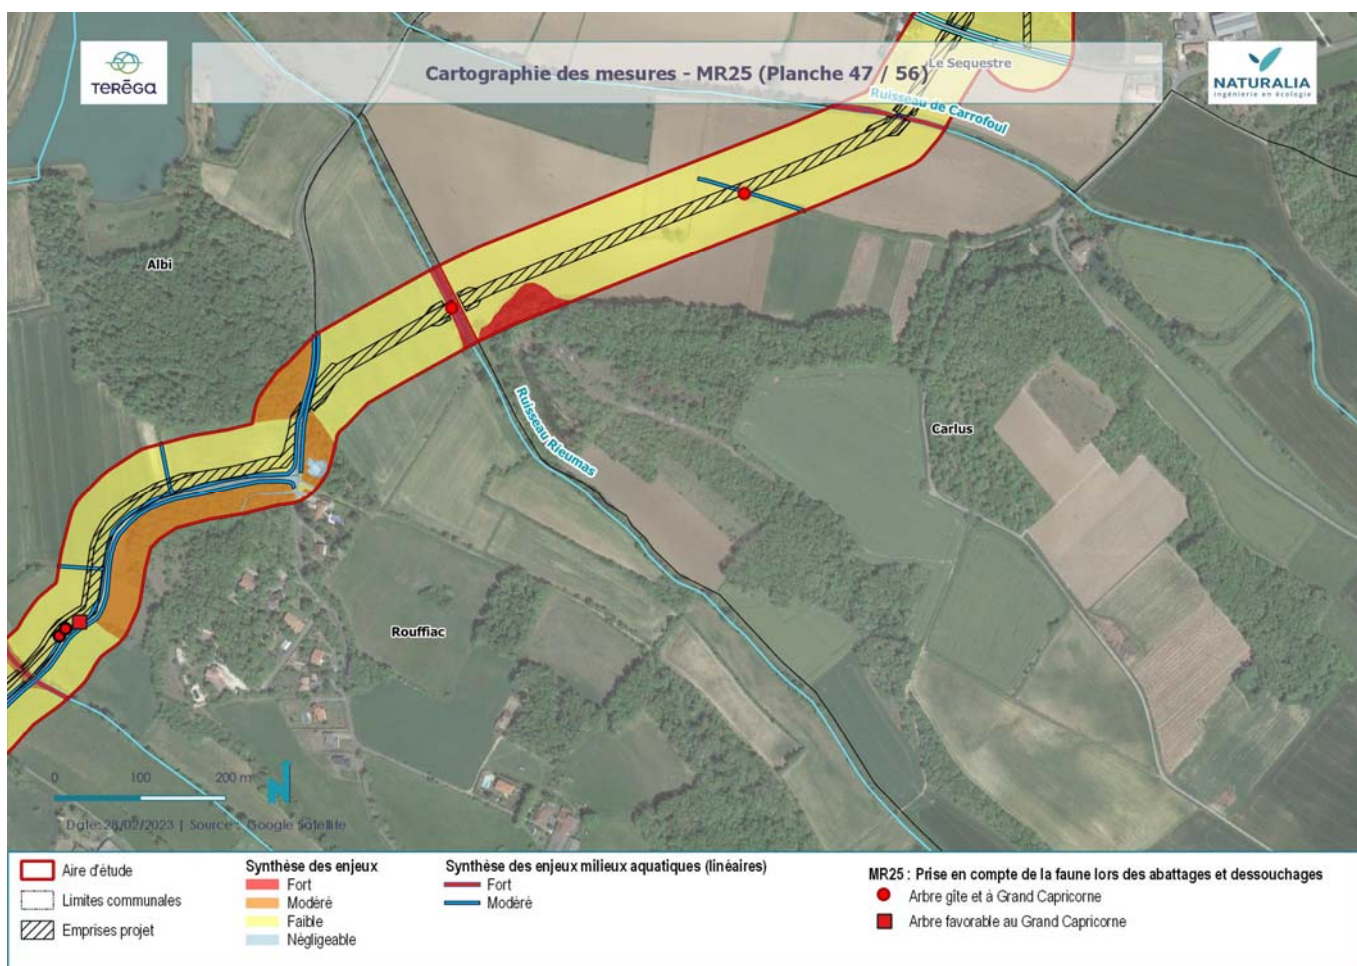 TERĒGA
Cartographie des mesures - MR25 (Planche 47 / 56)
Le Sequestre
NATURALIA
ingénierie en écologie
Ruisseau de Carrofoul
Albi
Ruisseau Rieumas
Carlus
Rouffiac
0 100 200 m
Date: 28/02/2023 | Source : Google Satellite
Aire d'étude
Limites communales
Emprises projet
Synthèse des enjeux
Fort
Modéré
Faible
Négligeable
Synthèse des enjeux milieux aquatiques (linéaires)
Fort
Modéré
MR25 : Prise en compte de la faune lors des abattages et dessouchages
Arbre gîte et à Grand Capricorne
Arbre favorable au Grand Capricorne